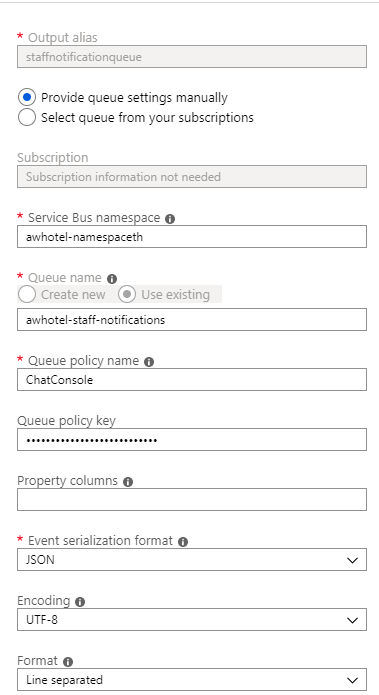 * Output alias
staffnotificationqueue
Provide queue settings manually
Select queue from your subscriptions
Subscription
Subscription information not needed
* Service Bus namespace
awhotel-namespaceth
* Queue name
Create new Use existing
awhotel-staff-notifications
* Queue policy name
ChatConsole
Queue policy key
•••••••••••••••••••••••••••
Property columns
* Event serialization format
JSON
Encoding
UTF-8
Format
Line separated